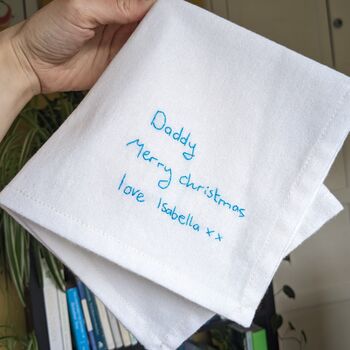 Daddy
Merry christmas
love Isabella xx